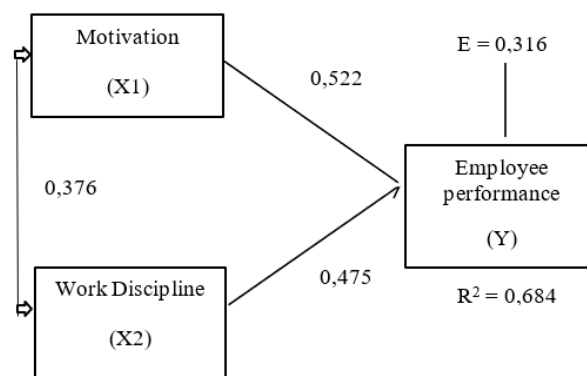 Motivation
(X1)
E = 0,316
0,522
Employee
performance
(Y)
0,376
0,475
Work Discipline
(X2)
R² = 0,684